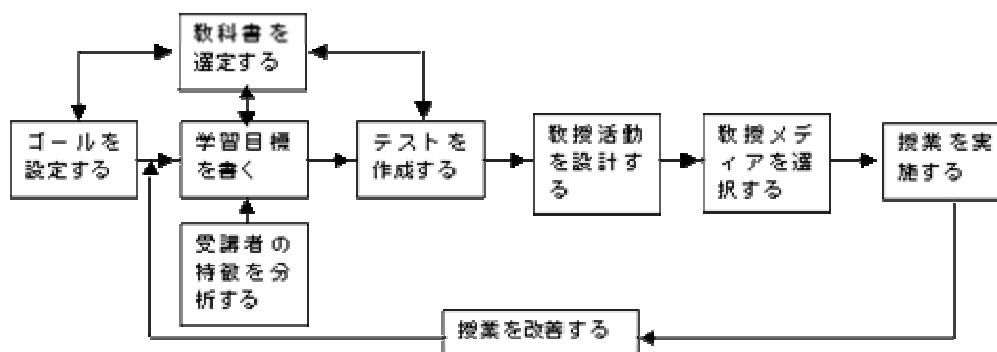 教科書を
選定する
ゴールを
設定する
学習目標
を書く
テストを
作成する
教授活動
を設計す
る
教授メデ
ィアを選
択する
授業を実
施する
受講者の
特徴を分
析する
授業を改善する